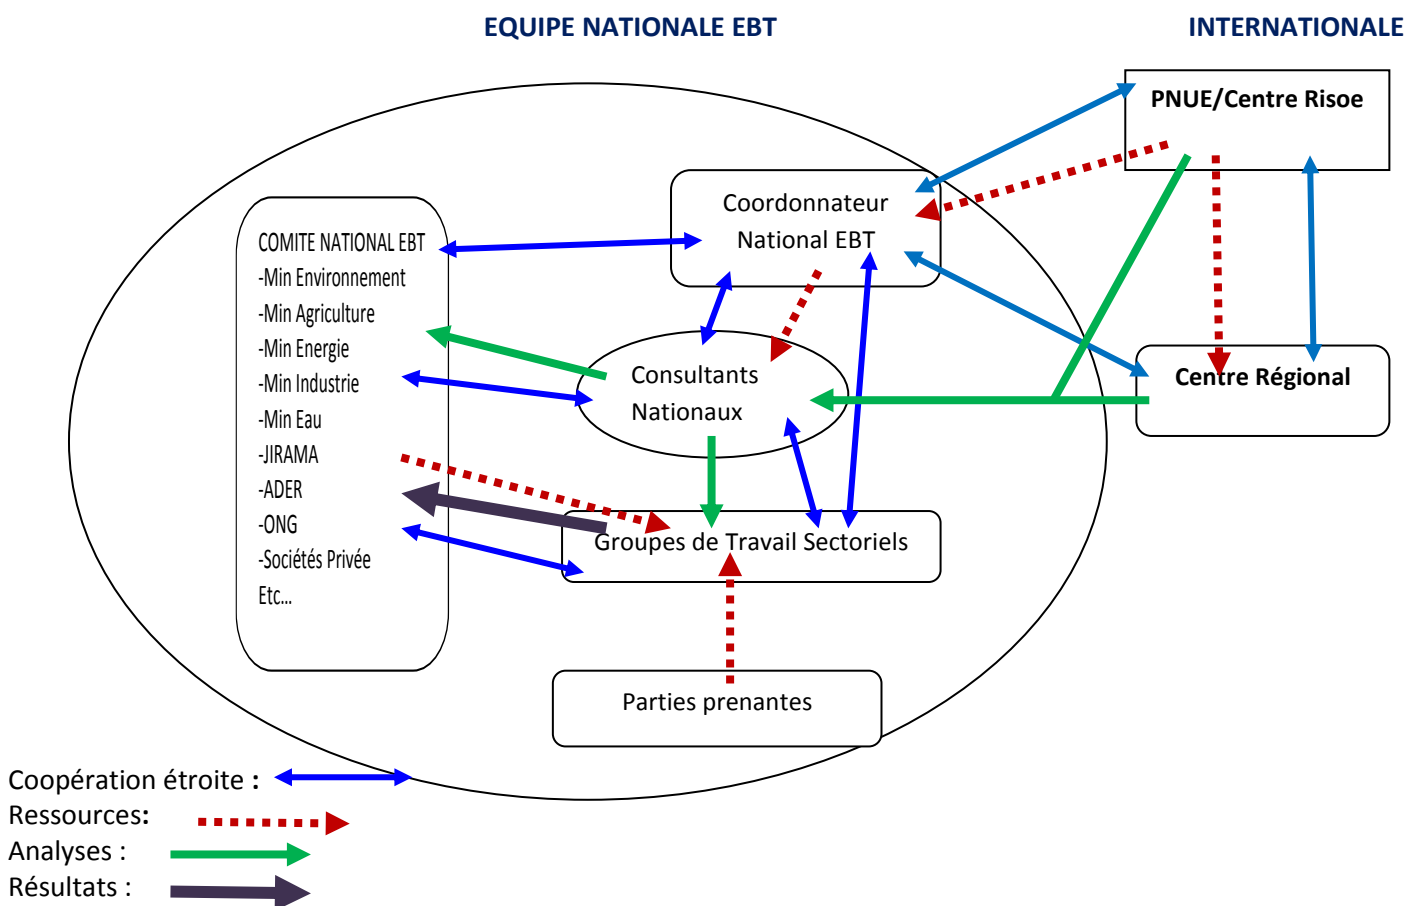 EQUIPE NATIONALE EBT
INTERNATIONALE
PNUE/Centre Risoe
Coordonnateur
National EBT
COMITE NATIONAL EBT
-Min Environnement
-Min Agriculture
-Min Energie
-Min Industrie
-Min Eau
-JIRAMA
-ADER
-ONG
-Sociétés Privée
Etc...
Consultants
Nationaux
Centre Régional
Groupes de Travail Sectoriels
Parties prenantes
Coopération étroite :
Ressources:
Analyses :
Résultats :